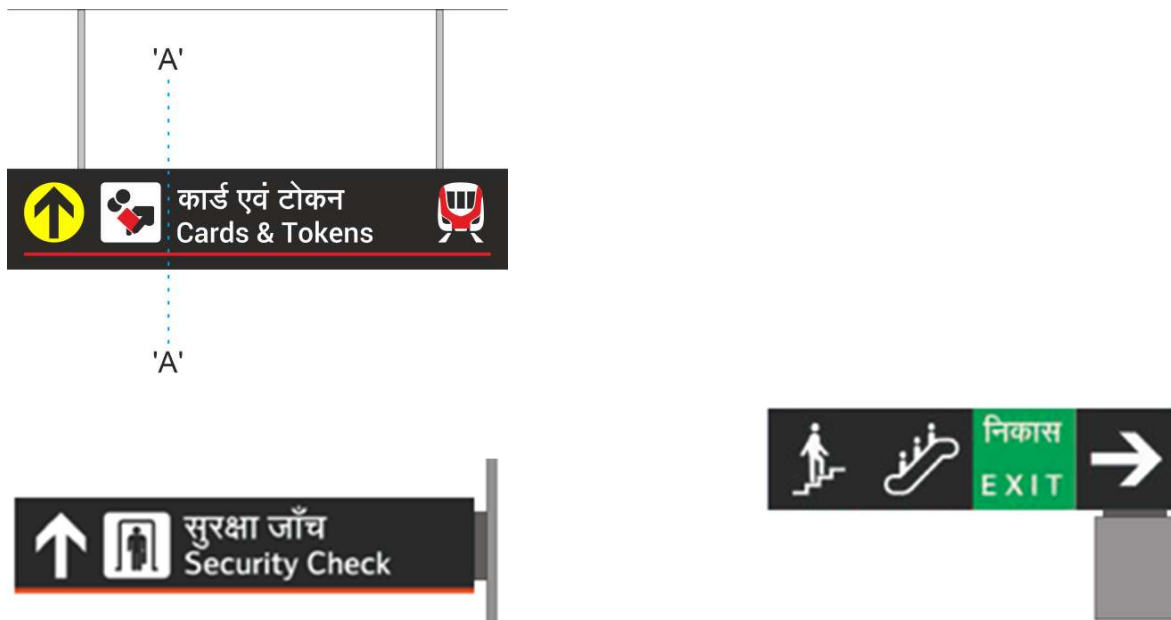 'A'
कार्ड एवं टोकन
Cards & Tokens
'A'
सुरक्षा जाँच
Security Check
निकास
EXIT